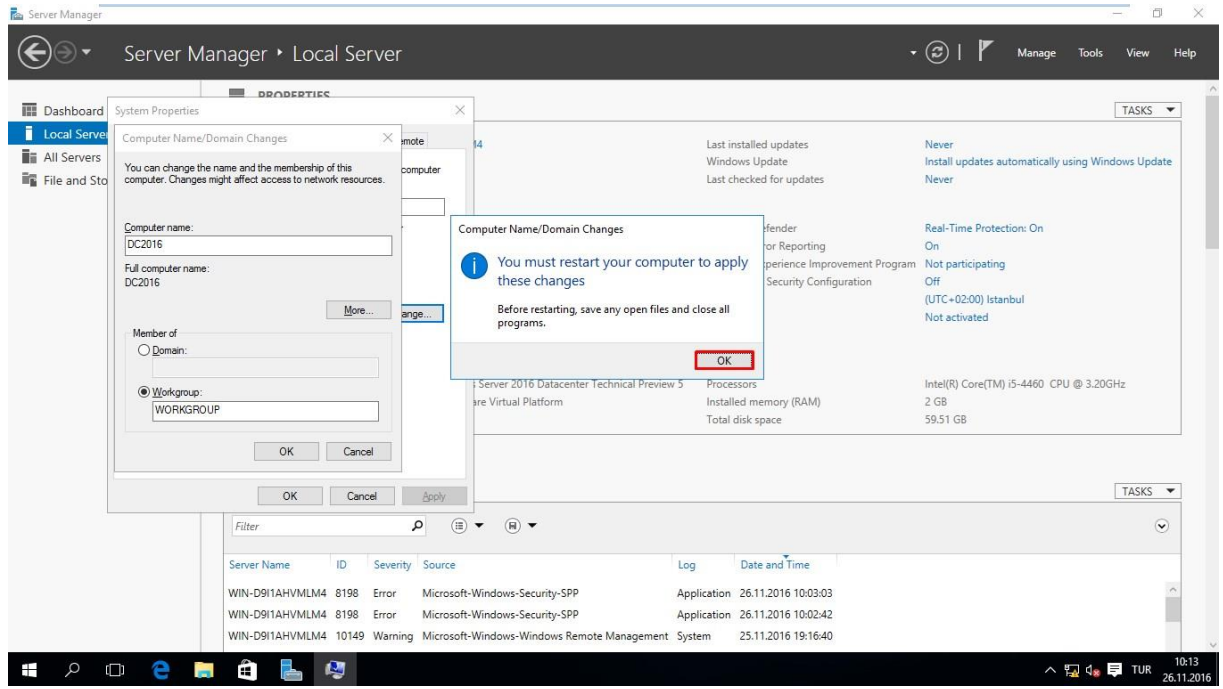 Server Manager
Server Manager • Local Server
Manage Tools View Help
Dashboard
Local Server
All Servers
File and Sto
PROPERTIES
TASKS
System Properties
emote
omputer
ange...
OK Cancel Apply
Computer Name/Domain Changes
You can change the name and the membership of this
computer. Changes might affect access to network resources.
Computer name:
DC2016
Full computer name:
DC2016
More...
Member of
Domain:
Workgroup:
WORKGROUP
OK Cancel
Computer Name/Domain Changes
You must restart your computer to apply
these changes
Before restarting, save any open files and close all
programs.
OK
Last installed updates Never
Windows Update Install updates automatically using Windows Update
Last checked for updates Never
efender Real-Time Protection: On
or Reporting On
xperience Improvement Program Not participating
Security Configuration Off
(UTC+02:00) Istanbul
Not activated
Server 2016 Datacenter Technical Preview 5 Processors Intel(R) Core(TM) i5-4460 CPU @ 3.20GHz
are Virtual Platform Installed memory (RAM) 2 GB
Total disk space 59.51 GB
TASKS
Filter
Server Name ID Severity Source Log Date and Time
WIN-D9I1AHVMLM4 8198 Error Microsoft-Windows-Security-SPP Application 26.11.2016 10:03:03
WIN-D9I1AHVMLM4 8198 Error Microsoft-Windows-Security-SPP Application 26.11.2016 10:02:42
WIN-D9I1AHVMLM4 10149 Warning Microsoft-Windows-Windows Remote Management System 25.11.2016 19:16:40
TUR
10:13
26.11.2016